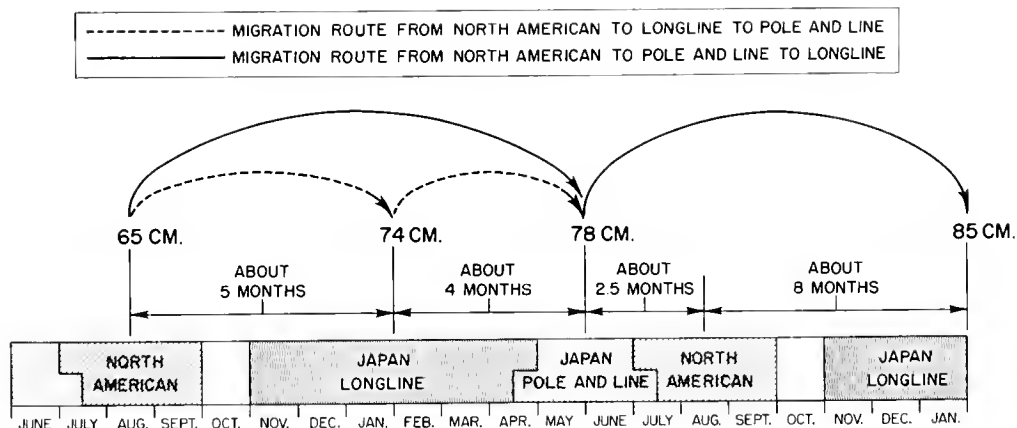 MIGRATION ROUTE FROM NORTH AMERICAN TO LONGLINE TO POLE AND LINE
MIGRATION ROUTE FROM NORTH AMERICAN TO POLE AND LINE TO LONGLINE
65 CM. 74 CM. 78 CM. 85 CM.
ABOUT ABOUT ABOUT ABOUT
5 MONTHS 4 MONTHS 2.5 MONTHS 8 MONTHS
NORTH JAPAN JAPAN NORTH JAPAN
AMERICAN LONGLINE POLE AND LINE AMERICAN LONGLINE
JUNE JULY AUG. SEPT. OCT. NOV. DEC. JAN. FEB. MAR. APR. MAY JUNE JULY AUG. SEPT. OCT. NOV. DEC. JAN.